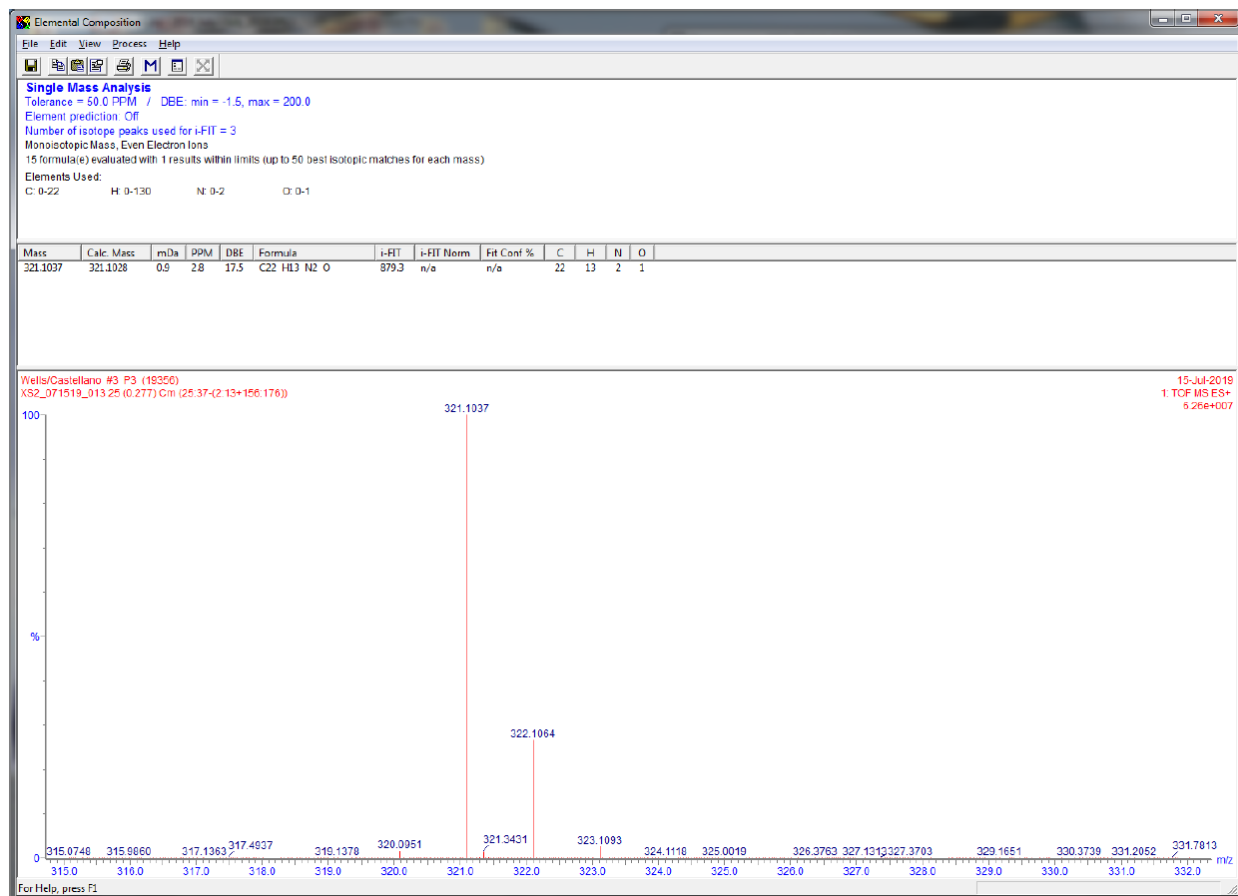 Elemental Composition
File Edit View Process Help
Single Mass Analysis
Tolerance = 50.0 PPM / DBE: min = -1.5, max = 200.0
Element prediction: Off
Number of isotope peaks used for i-FIT = 3
Monoisotopic Mass, Even Electron Ions
15 formula(e) evaluated with 1 results within limits (up to 50 best isotopic matches for each mass)
Elements Used:
C: 0-22 H: 0-130 N: 0-2 O: 0-1
Mass Calc. Mass mDa PPM DBE Formula i-FIT i-FIT Norm Fit Conf % C H N O
321.1037 321.1028 0.9 2.8 17.5 C22 H13 N2 O 879.3 n/a n/a 22 13 2 1
Wells/Castellano #3 P3 (19356) 15-Jul-2019
XS2_071519_013 25 (0.277) Cm (25:37-(2:13+156:176)) 1: TOF MS ES+
6.26e+007
100
321.1037
%
322.1064
0
315.0748 315.9860 317.1363 317.4937 319.1378 320.0951 321.3431 323.1093 324.1118 325.0019 326.3763 327.1313 327.3703 329.1651 330.3739 331.2052 331.7813
m/z
315.0 316.0 317.0 318.0 319.0 320.0 321.0 322.0 323.0 324.0 325.0 326.0 327.0 328.0 329.0 330.0 331.0 332.0
For Help, press F1